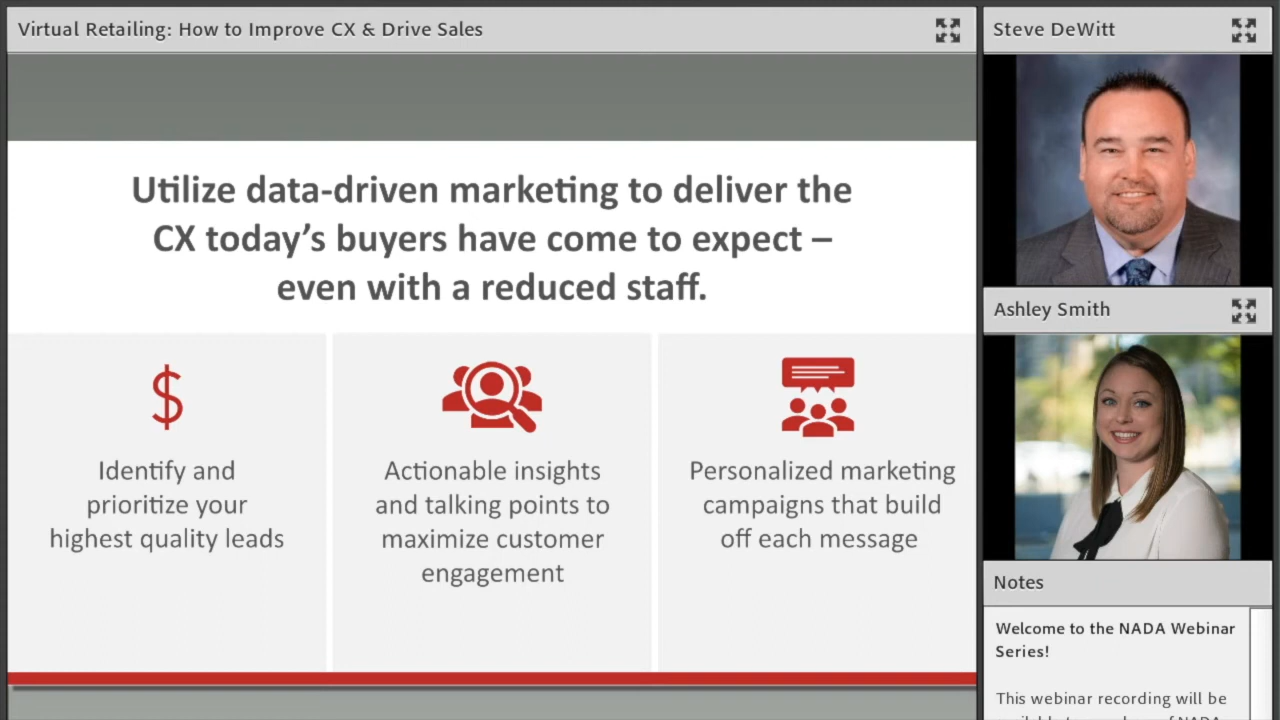 Virtual Retailing: How to Improve CX & Drive Sales
Utilize data-driven marketing to deliver the
CX today’s buyers have come to expect –
even with a reduced staff.
$
Identify and
prioritize your
highest quality leads
Actionable insights
and talking points to
maximize customer
engagement
Personalized marketing
campaigns that build
off each message
Steve DeWitt
Ashley Smith
Notes
Welcome to the NADA Webinar
Series!
This webinar recording will be